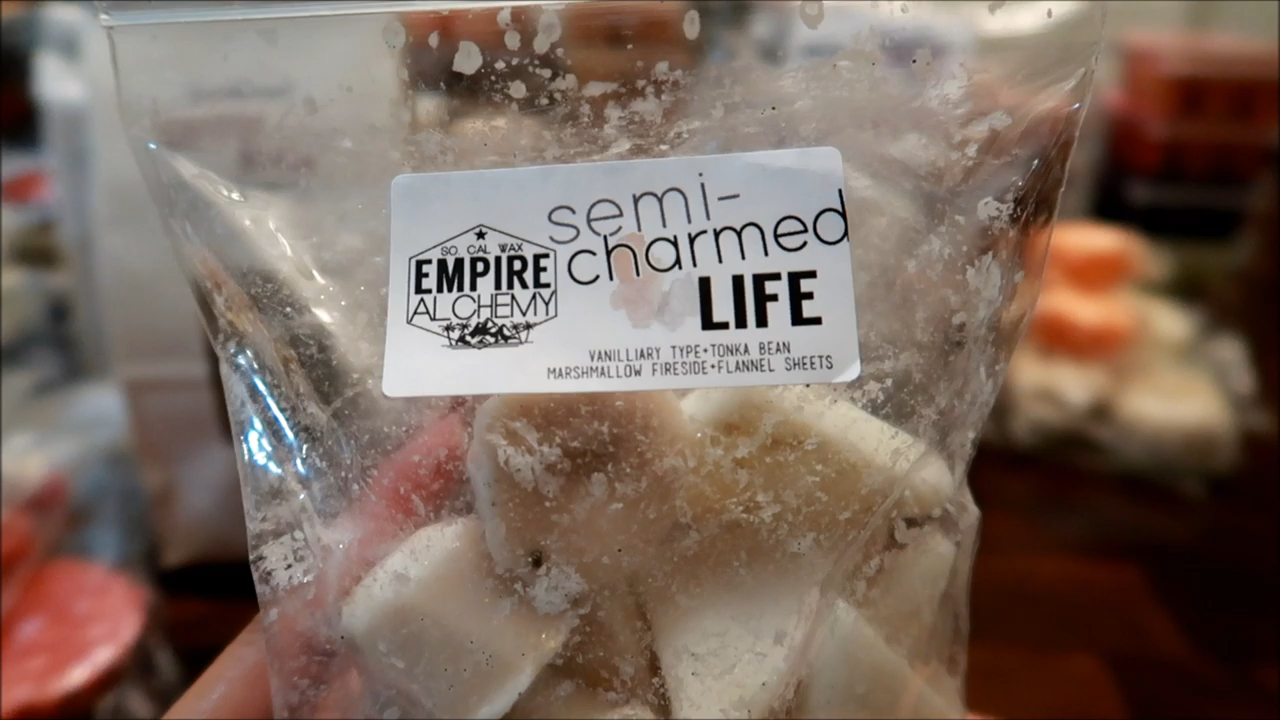 SO. CAL WAX
EMPIRE
ALCHEMY
semi-
charmed
LIFE
VANILLIARY TYPE+TONKA BEAN
MARSHMALLOW FIRESIDE+FLANNEL SHEETS